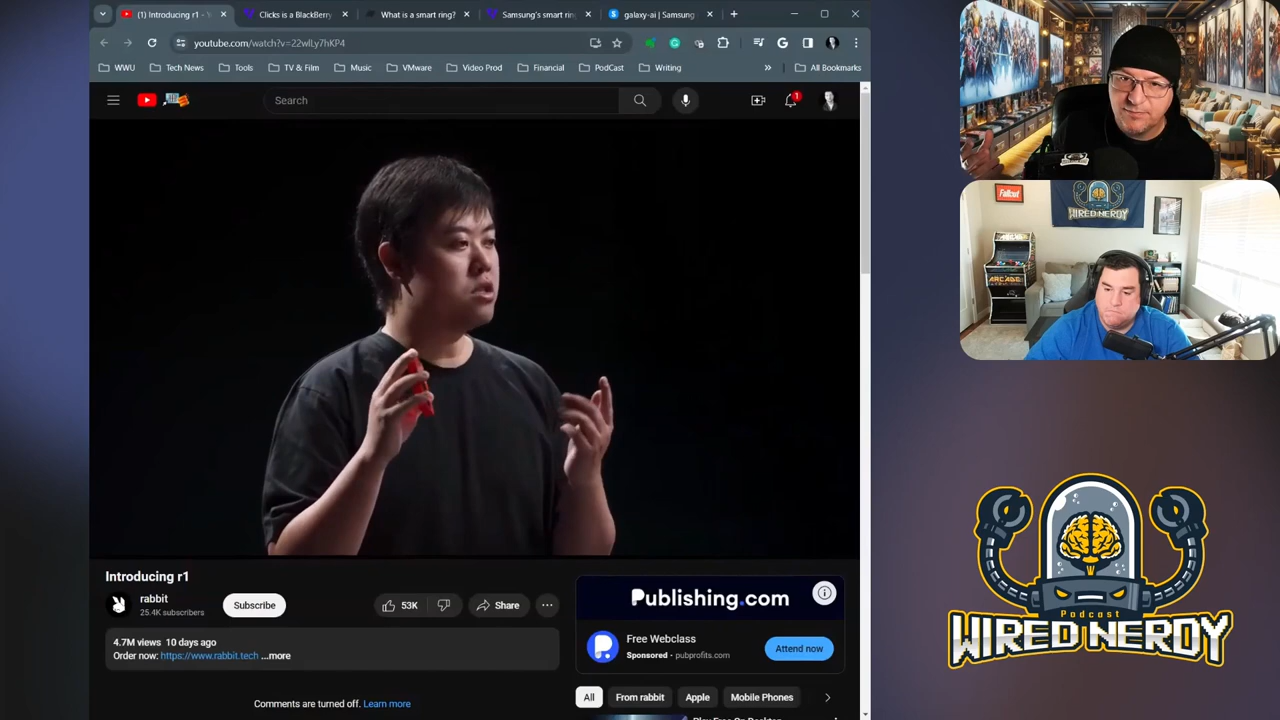 (1) Introducing r1 -
Clicks is a BlackBerry
What is a smart ring?
Samsung's smart ring
galaxy-ai | Samsung
youtube.com/watch?v=22wlLy7hKP4
WWU
Tech News
Tools
TV & Film
Music
VMware
Video Prod
Financial
PodCast
Writing
»
All Bookmarks
Search
1
Introducing r1
rabbit
25.4K subscribers
Subscribe
53K
Share
4.7M views 10 days ago
Order now: https://www.rabbit.tech ...more
Comments are turned off. Learn more
Publishing.com
Free Webclass
Sponsored · pubprofits.com
Attend now
All
From rabbit
Apple
Mobile Phones
Fallout
WIRED NERDY
ARCADE
Podcast
WIRED NERDY